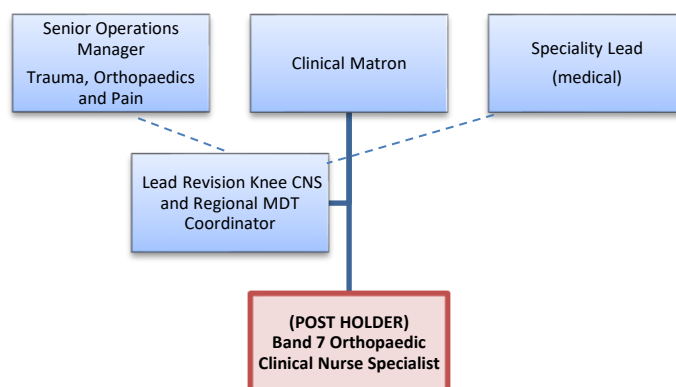 Senior Operations
Manager
Trauma, Orthopaedics
and Pain
Clinical Matron
Speciality Lead
(medical)
Lead Revision Knee CNS
and Regional MDT
Coordinator
(POST HOLDER)
Band 7 Orthopaedic
Clinical Nurse Specialist